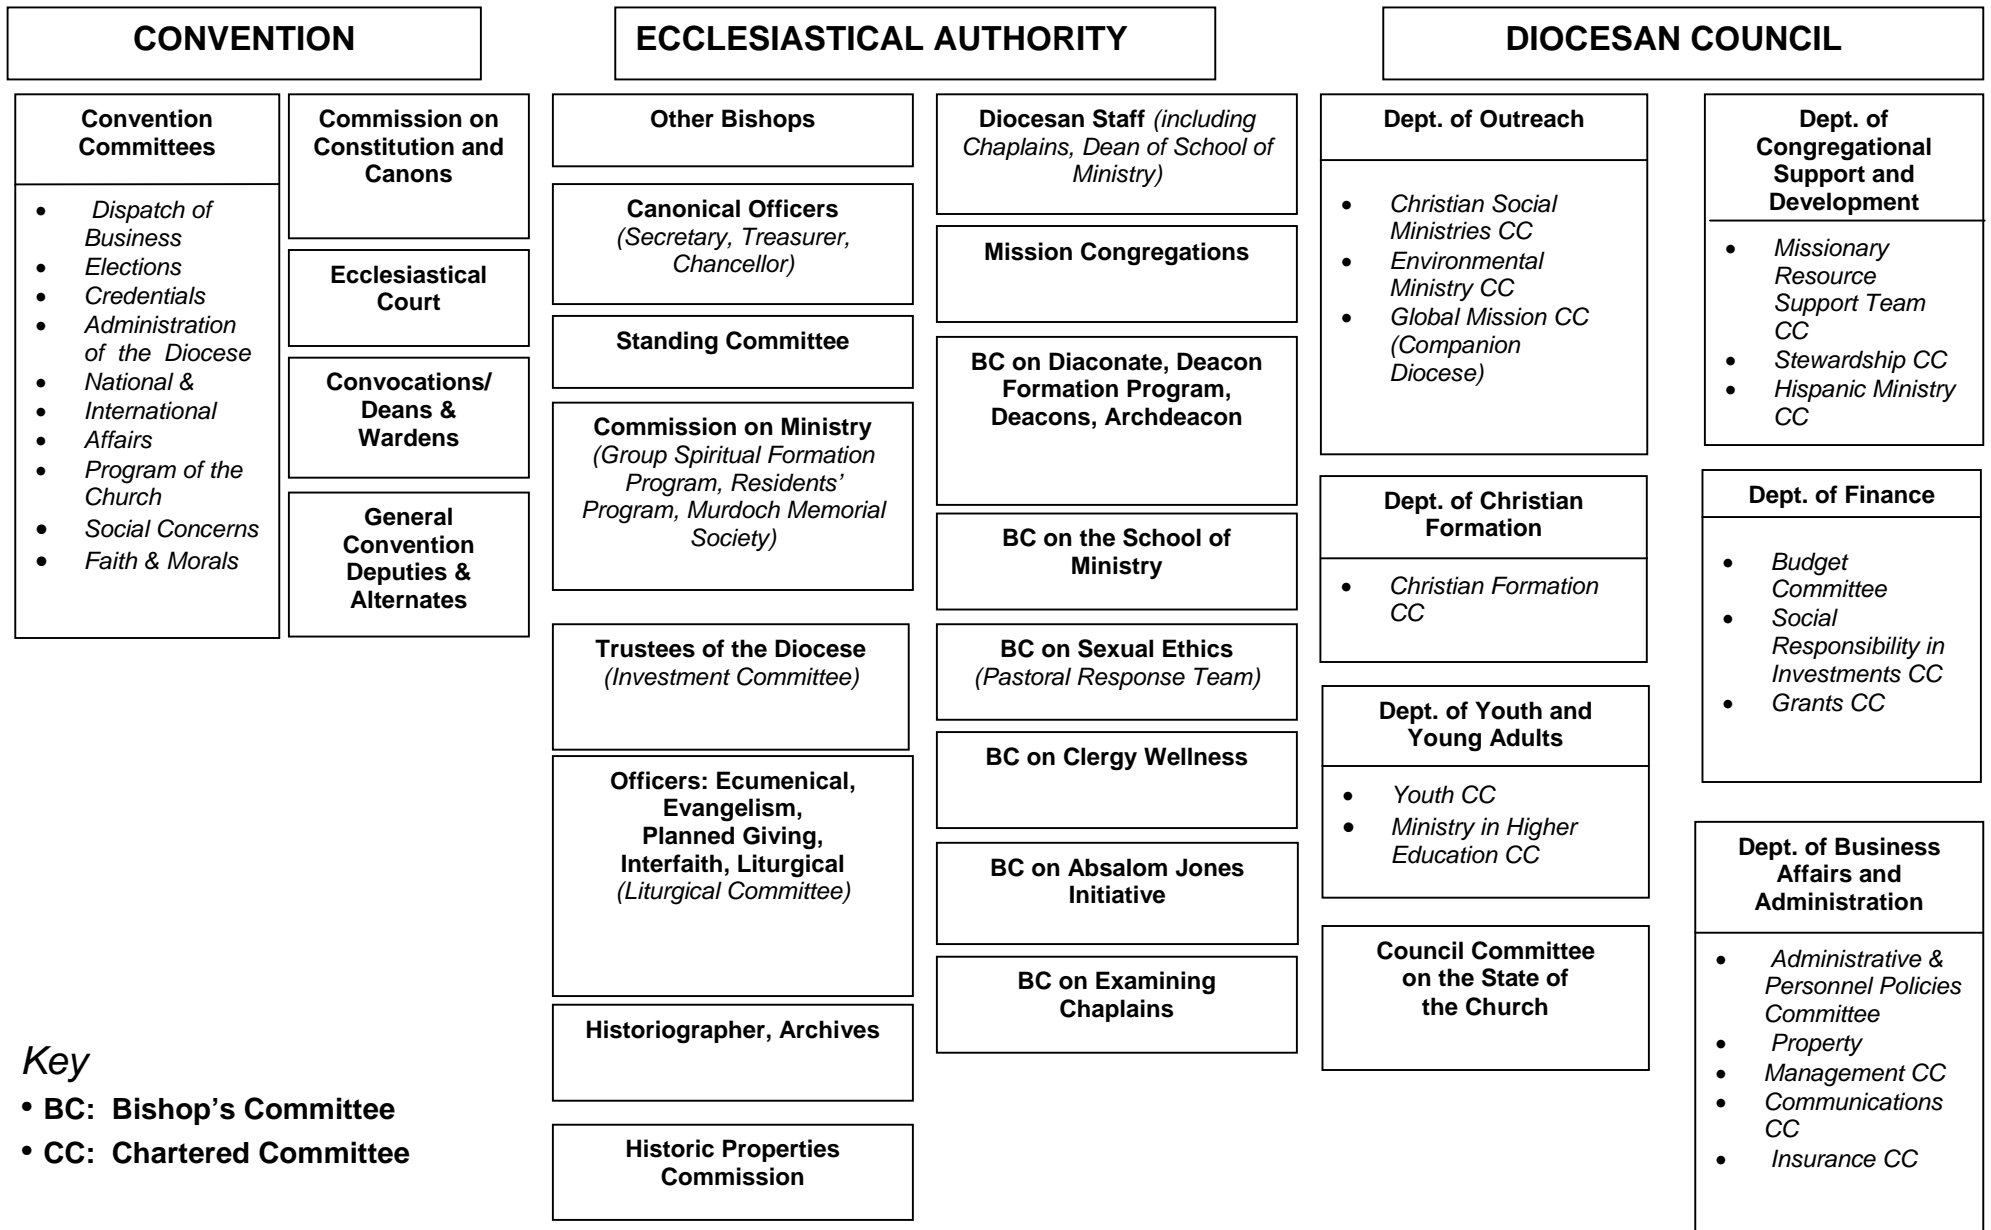 CONVENTION
Convention
Committees
• Dispatch of
Business
• Elections
• Credentials
• Administration
of the Diocese
• National &
• International
• Affairs
• Program of the
Church
• Social Concerns
• Faith & Morals
Commission on
Constitution and
Canons
Ecclesiastical
Court
Convocations/
Deans &
Wardens
General
Convention
Deputies &
Alternates
ECCLESIASTICAL AUTHORITY
Other Bishops
Canonical Officers
(Secretary, Treasurer,
Chancellor)
Standing Committee
Commission on Ministry
(Group Spiritual Formation
Program, Residents’
Program, Murdoch Memorial
Society)
Trustees of the Diocese
(Investment Committee)
Officers: Ecumenical,
Evangelism,
Planned Giving,
Interfaith, Liturgical
(Liturgical Committee)
Historiographer, Archives
Historic Properties
Commission
Diocesan Staff (including
Chaplains, Dean of School of
Ministry)
Mission Congregations
BC on Diaconate, Deacon
Formation Program,
Deacons, Archdeacon
BC on the School of
Ministry
BC on Sexual Ethics
(Pastoral Response Team)
BC on Clergy Wellness
BC on Absalom Jones
Initiative
BC on Examining
Chaplains
DIOCESAN COUNCIL
Dept. of Outreach
• Christian Social
Ministries CC
• Environmental
Ministry CC
• Global Mission CC
(Companion
Diocese)
Dept. of Christian
Formation
• Christian Formation
CC
Dept. of Youth and
Young Adults
• Youth CC
• Ministry in Higher
Education CC
Council Committee
on the State of
the Church
Dept. of
Congregational
Support and
Development
• Missionary
Resource
Support Team
CC
• Stewardship CC
• Hispanic Ministry
CC
Dept. of Finance
• Budget
Committee
• Social
Responsibility in
Investments CC
• Grants CC
Dept. of Business
Affairs and
Administration
• Administrative &
Personnel Policies
Committee
• Property
• Management CC
• Communications
CC
• Insurance CC
Key
• BC: Bishop’s Committee
• CC: Chartered Committee